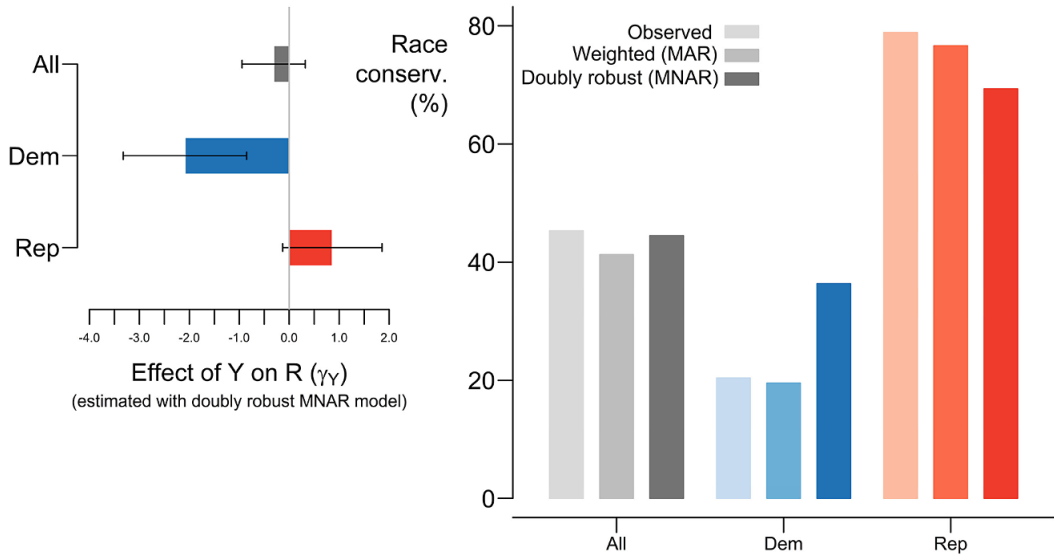 All
Dem
Rep
-4.0 -3.0 -2.0 -1.0 0.0 1.0 2.0
Effect of Y on R (γY)
(estimated with doubly robust MNAR model)
Race
conserv.
(%)
Observed
Weighted (MAR)
Doubly robust (MNAR)
80
60
40
20
0
All Dem Rep